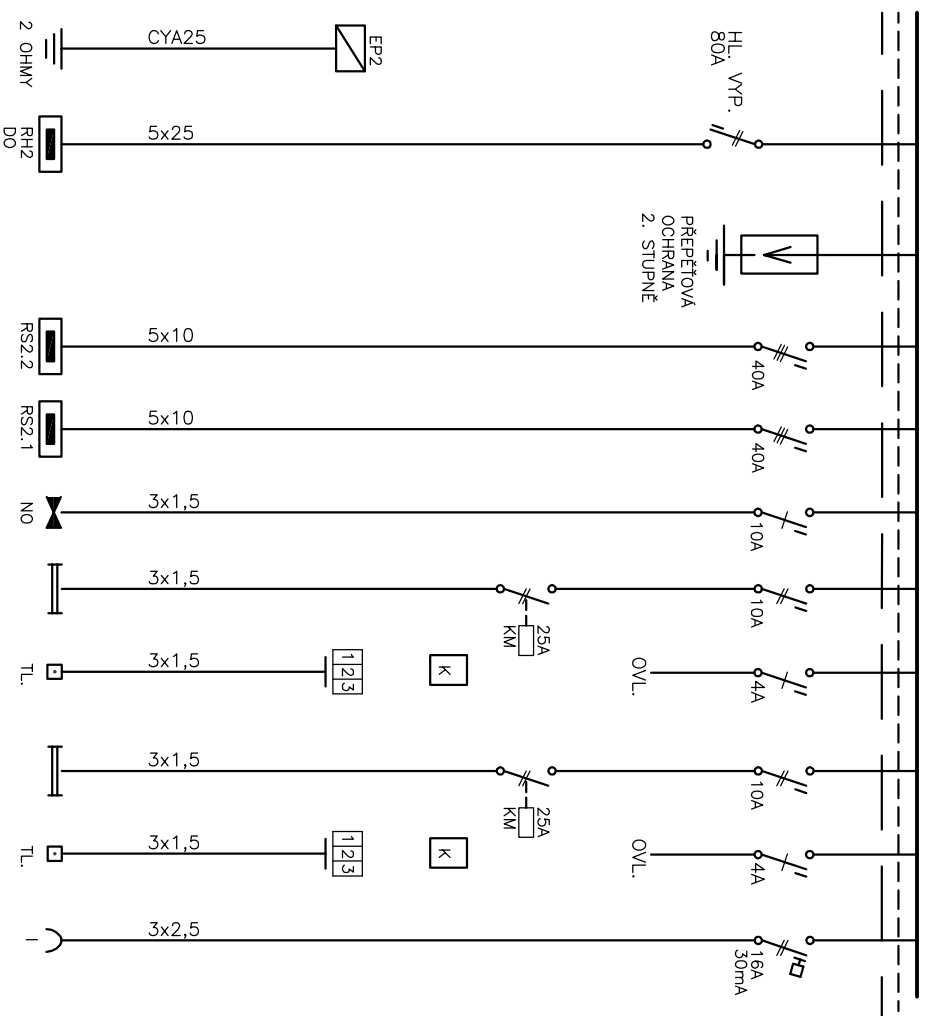 2 OHMY
CYA25
EP2
RH2
DO
5x25
HL. VYP.
80A
PŘEPĚŤOVÁ
OCHRANA
2. STUPNĚ
RS2.2
5x10
40A
RS2.1
5x10
40A
NO
3x1,5
10A
3x1,5
25A
KM
10A
TL.
3x1,5
1 2 3
K
OVL.
4A
3x1,5
25A
KM
10A
TL.
3x1,5
1 2 3
K
OVL.
4A
I
3x2,5
16A
30mA